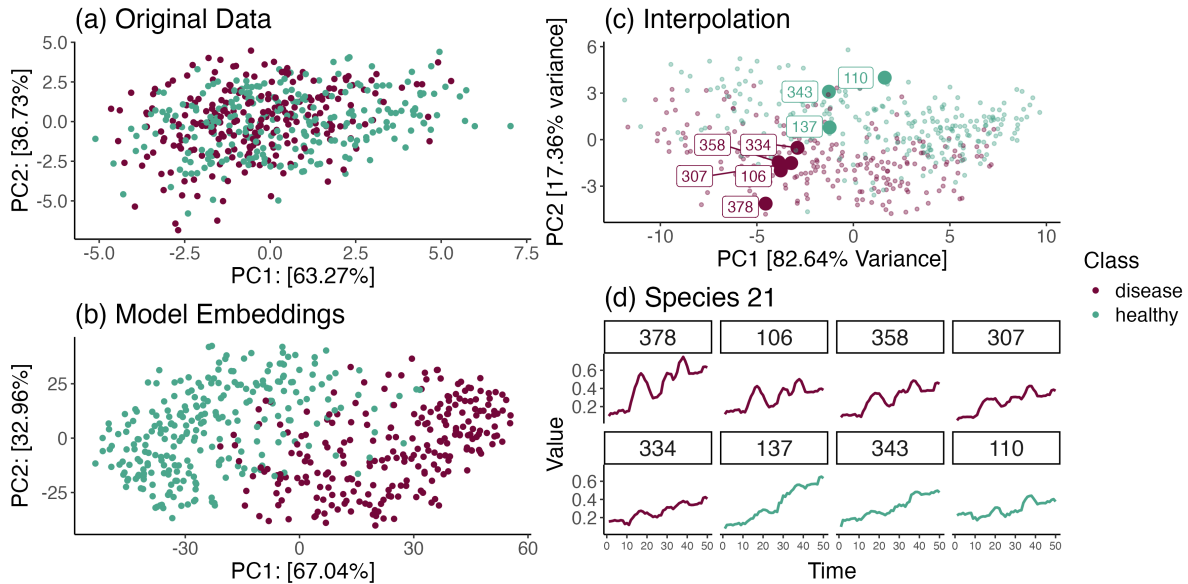 (a) Original Data
PC2: [36.73%]
5.0
2.5
0.0
-2.5
-5.0
-5.0 -2.5 0.0 2.5 5.0 7.5
PC1: [63.27%]
(b) Model Embeddings
PC2: [32.96%]
25
0
-25
-30 0 30 60
PC1: [67.04%]
(c) Interpolation
PC2 [17.36% variance]
6
3
0
-3
110
343
137
358 334
307 106
378
-10 -5 0 5 10
PC1 [82.64% Variance]
(d) Species 21
Value
378 106 358 307
0.6
0.4
0.2
334 137 343 110
0.6
0.4
0.2
0 10 20 30 40 50 0 10 20 30 40 50 0 10 20 30 40 50 0 10 20 30 40 50
Time
Class
disease
healthy